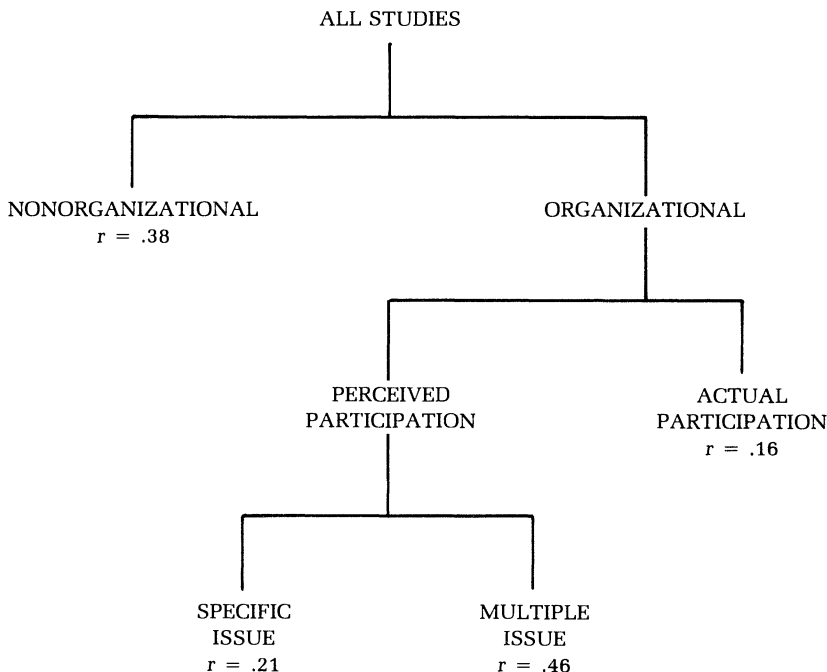 ALL STUDIES
NONORGANIZATIONAL
r = .38
ORGANIZATIONAL
PERCEIVED
PARTICIPATION
ACTUAL
PARTICIPATION
r = .16
SPECIFIC
ISSUE
r = .21
MULTIPLE
ISSUE
r = .46